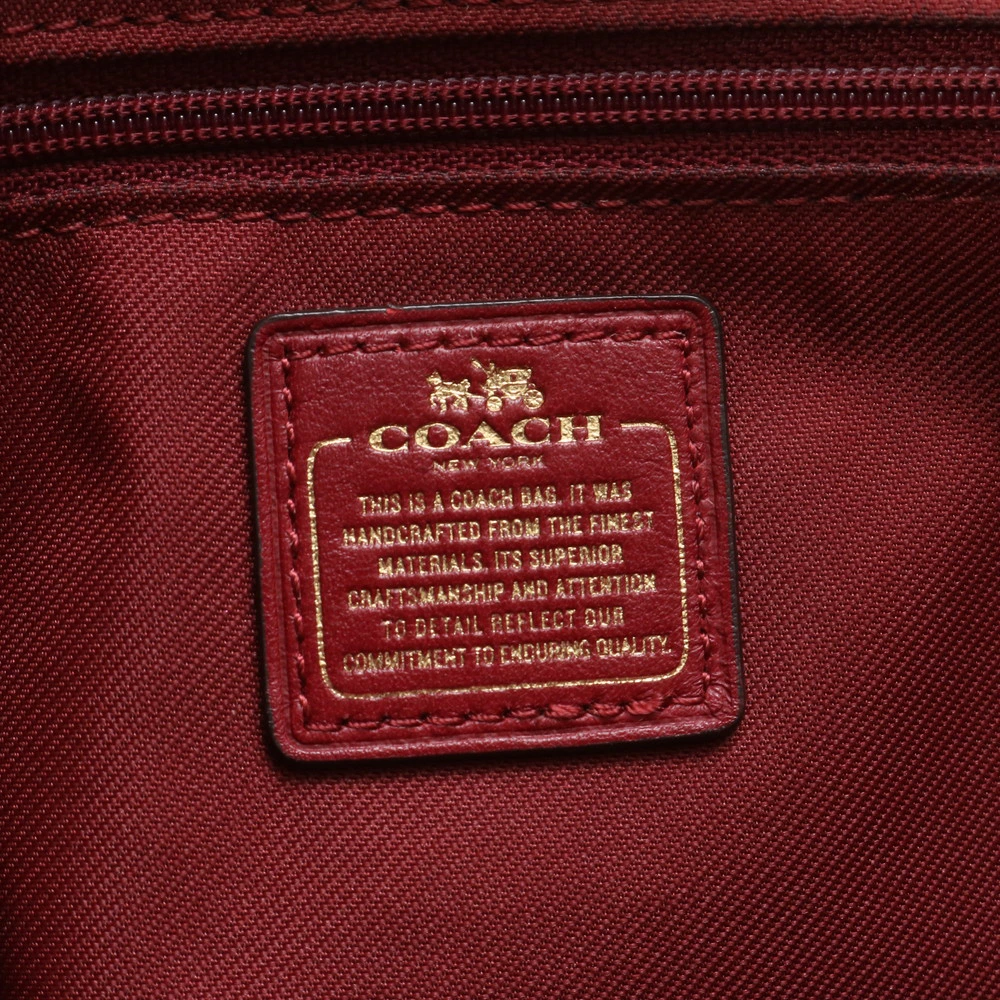 COACH
NEW YORK
THIS IS A COACH BAG. IT WAS
HANDCRAFTED FROM THE FINEST
MATERIALS. ITS SUPERIOR
CRAFTSMANSHIP AND ATTENTION
TO DETAIL REFLECT OUR
COMMITMENT TO ENDURING QUALITY.